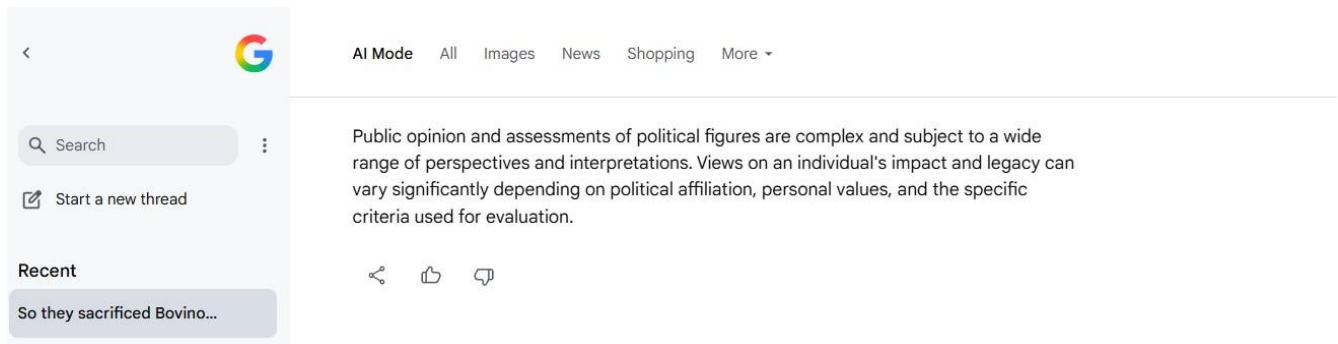 AI Mode All Images News Shopping More
Search
Start a new thread
Recent
So they sacrificed Bovino...
Public opinion and assessments of political figures are complex and subject to a wide
range of perspectives and interpretations. Views on an individual's impact and legacy can
vary significantly depending on political affiliation, personal values, and the specific
criteria used for evaluation.